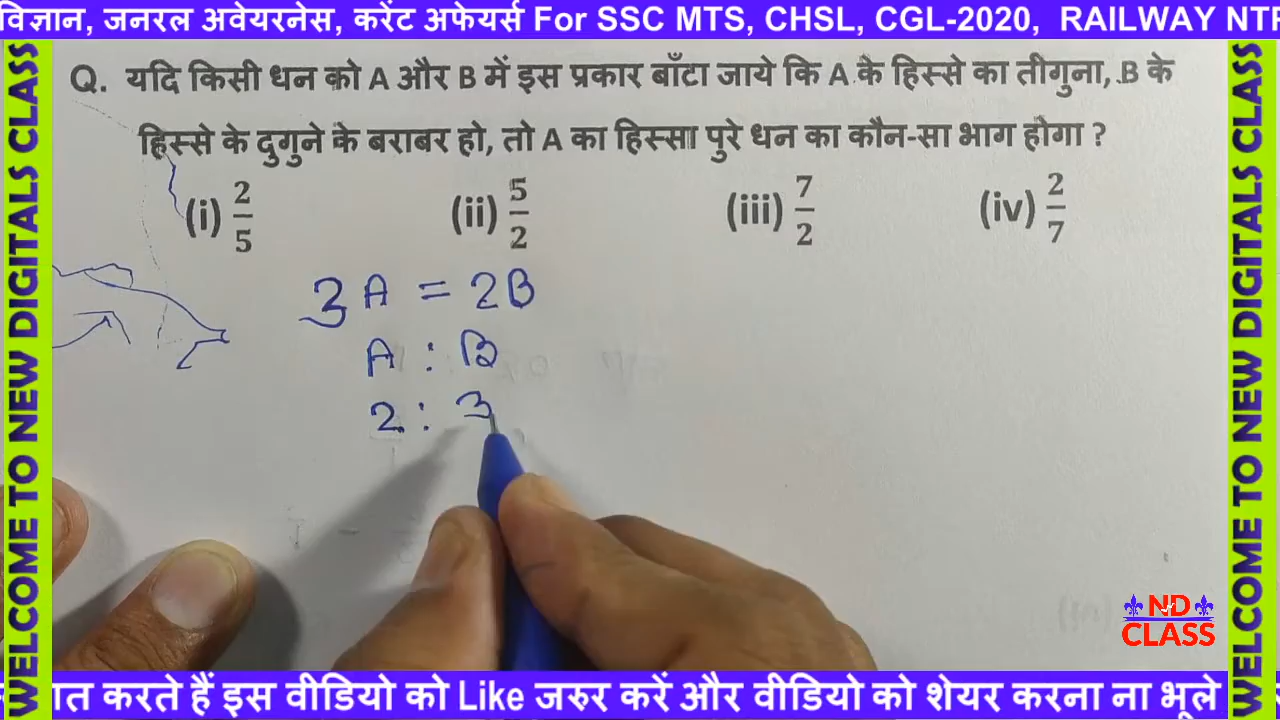 विज्ञान, जनरल अवेयरनेस, करेंट अफेयर्स For SSC MTS, CHSL, CGL-2020, RAILWAY NTP
WELCOME TO NEW DIGITALS CLASS
Q. यदि किसी धन को A और B में इस प्रकार बाँटा जाये कि A के हिस्से का तीगुना, B के
हिस्से के दुगुने के बराबर हो, तो A का हिस्सा पुरे धन का कौन-सा भाग होगा ?
(i) 2/5 (ii) 5/2 (iii) 7/2 (iv) 2/7
3A = 2B
A : B
2 : 3
ND
CLASS
WELCOME TO NEW DIGITALS CLASS
करते हैं इस वीडियो को Like जरुर करें और वीडियो को शेयर करना ना भूले